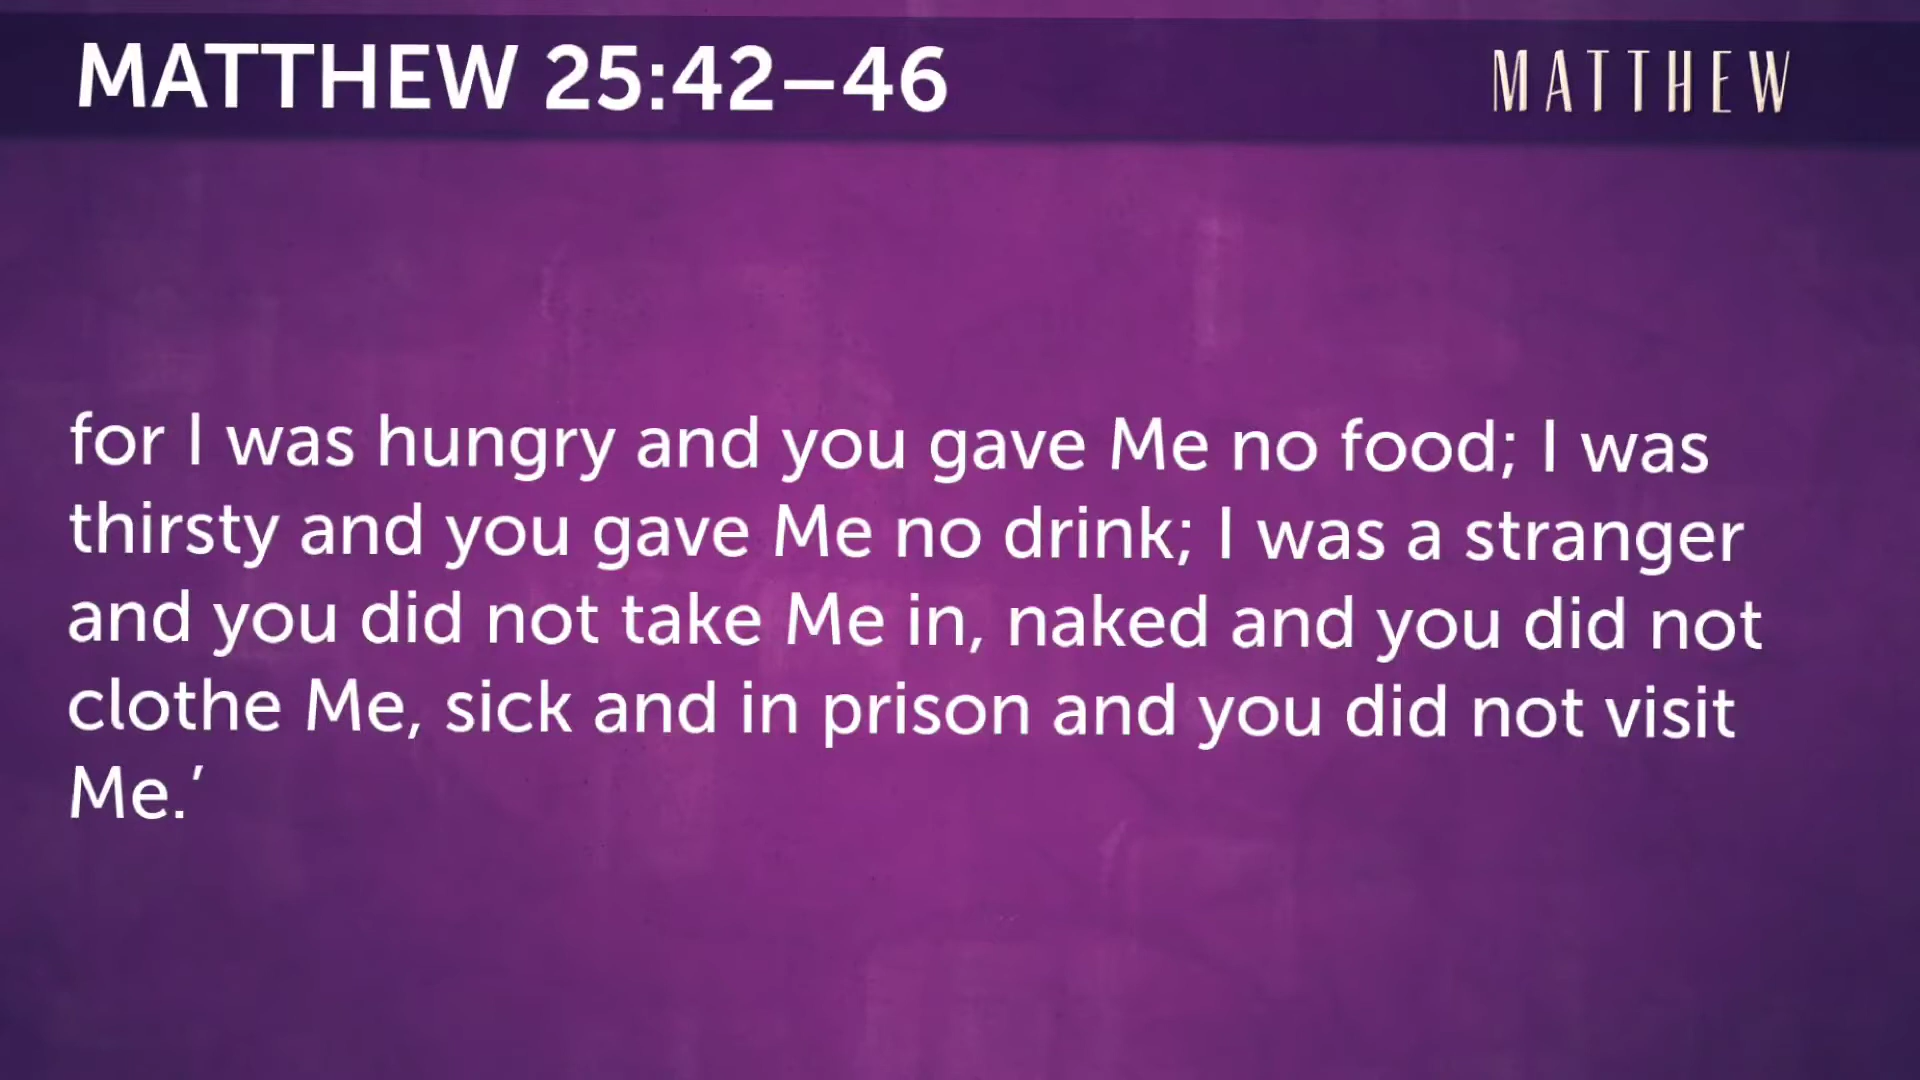 MATTHEW 25:42–46
MATTHEW
for I was hungry and you gave Me no food; I was
thirsty and you gave Me no drink; I was a stranger
and you did not take Me in, naked and you did not
clothe Me, sick and in prison and you did not visit
Me.’